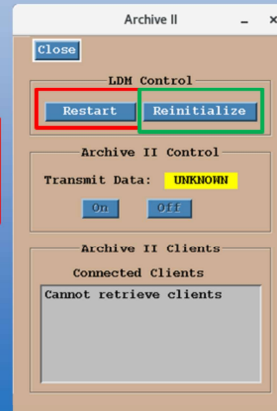 Archive II
Close
LDM Control
Restart Reinitialize
Archive II Control
Transmit Data: UNKNOWN
On Off
Archive II Clients
Connected Clients
Cannot retrieve clients